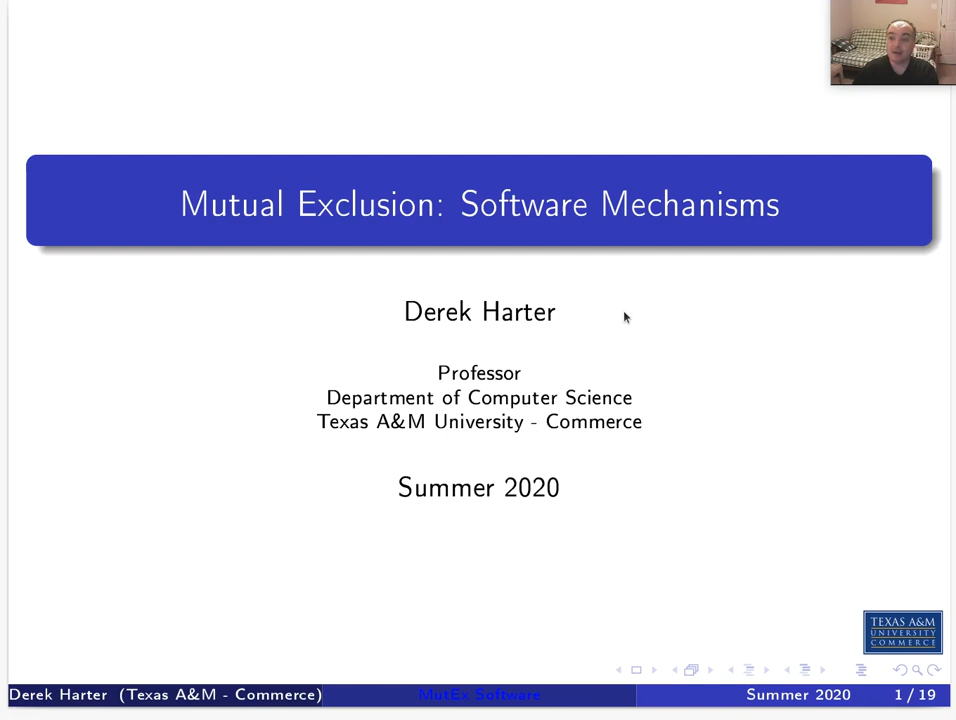 Mutual Exclusion: Software Mechanisms
Derek Harter
Professor
Department of Computer Science
Texas A&M University - Commerce
Summer 2020
TEXAS A&M
UNIVERSITY
COMMERCE
Derek Harter (Texas A&M - Commerce) MutEx Software Summer 2020 1 / 19